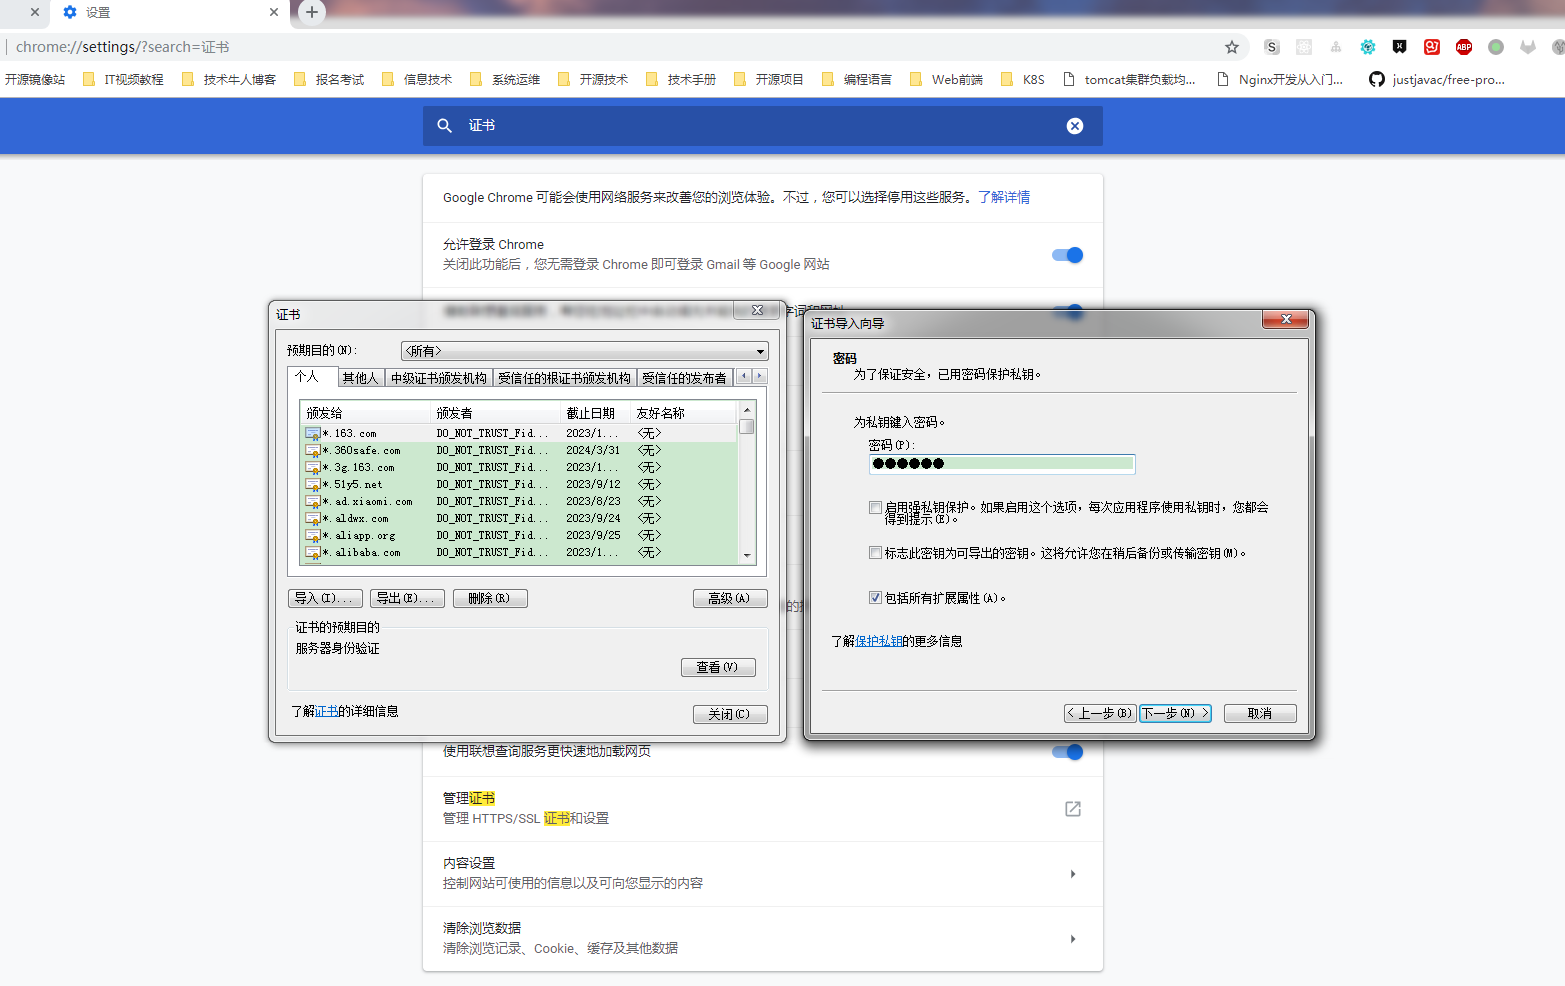 设置
chrome://settings/?search=证书
开源镜像站 IT视频教程 技术牛人博客 报名考试 信息技术 系统运维 开源技术 技术手册 开源项目 编程语言 Web前端 K8S tomcat集群负载均... Nginx开发从入门... justjavac/free-pro...
证书
Google Chrome 可能会使用网络服务来改善您的浏览体验。不过，您可以选择停用这些服务。了解详情
允许登录 Chrome
关闭此功能后，您无需登录 Chrome 即可登录 Gmail 等 Google 网站
证书
预期目的(N):
<所有>
个人 其他人 中级证书颁发机构 受信任的根证书颁发机构 受信任的发布者
颁发给 颁发者 截止日期 友好名称
*.163.com DO_NOT_TRUST_Fid... 2023/1... <无>
*.360safe.com DO_NOT_TRUST_Fid... 2024/3/31 <无>
*.3g.163.com DO_NOT_TRUST_Fid... 2023/1... <无>
*.51y5.net DO_NOT_TRUST_Fid... 2023/9/12 <无>
*.ad.xiaomi.com DO_NOT_TRUST_Fid... 2023/8/23 <无>
*.aldwx.com DO_NOT_TRUST_Fid... 2023/9/24 <无>
*.aliapp.org DO_NOT_TRUST_Fid... 2023/9/25 <无>
*.alibaba.com DO_NOT_TRUST_Fid... 2023/1... <无>
导入(I)... 导出(E)... 删除(R) 高级(A)
证书的预期目的
服务器身份验证
查看(V)
了解证书的详细信息
关闭(C)
证书导入向导
密码
为了保证安全，已用密码保护私钥。
为私钥键入密码。
密码(P):
●●●●●●
启用强私钥保护。如果启用这个选项，每次应用程序使用私钥时，您都会
得到提示(E)。
标志此密钥为可导出的密钥。这将允许您在稍后备份或传输密钥(M)。
包括所有扩展属性(A)。
了解保护私钥的更多信息
< 上一步(B) 下一步(N) > 取消
使用联想查询服务更快速地加载网页
管理证书
管理 HTTPS/SSL 证书和设置
内容设置
控制网站可使用的信息以及可向您显示的内容
清除浏览数据
清除浏览记录、Cookie、缓存及其他数据